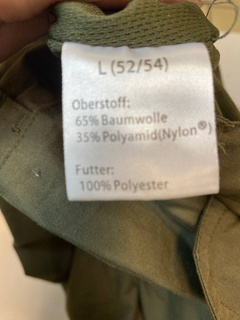 L (52/54)
Oberstoff:
65% Baumwolle
35% Polyamid(Nylon®)
Futter:
100% Polyester